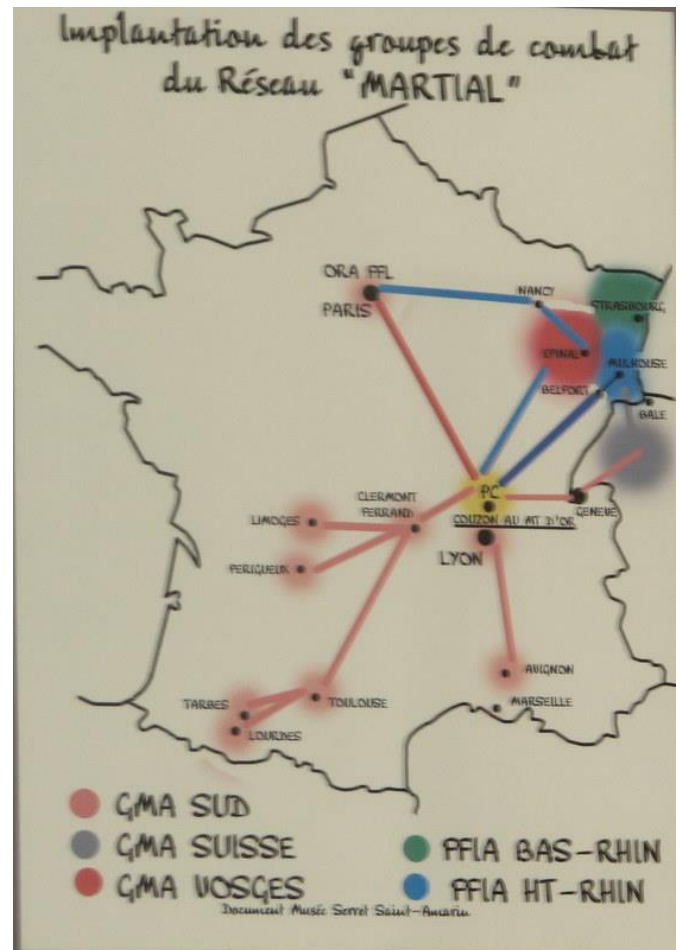 Implantation des groupes de combat
du Réseau "MARTIAL"
ORA FFL
PARIS
NANCY
STRASBOURG
EPINAL
MULHOUSE
BELFORT
BALE
PC
COUZON AU MT D'OR
GENEVE
CLERMONT
FERRAND
LIMOGES
PERIGUEUX
LYON
AVIGNON
MARSEILLE
TOULOUSE
TARBES
LOURDES
GMA SUD
GMA SUISSE
GMA VOSGES
PFLA BAS-RHIN
PFLA HT-RHIN
Document Musée Serret Saint-Amarin